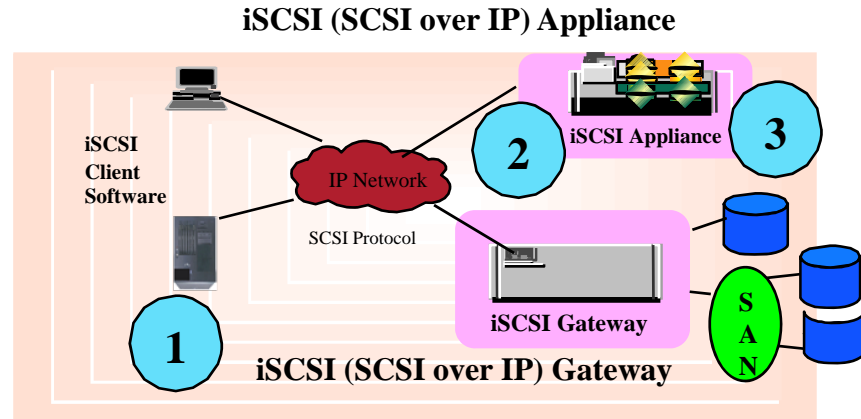 iSCSI (SCSI over IP) Appliance
iSCSI
Client
Software
IP Network
SCSI Protocol
1
2
iSCSI Appliance
3
iSCSI Gateway
S
A
N
iSCSI (SCSI over IP) Gateway